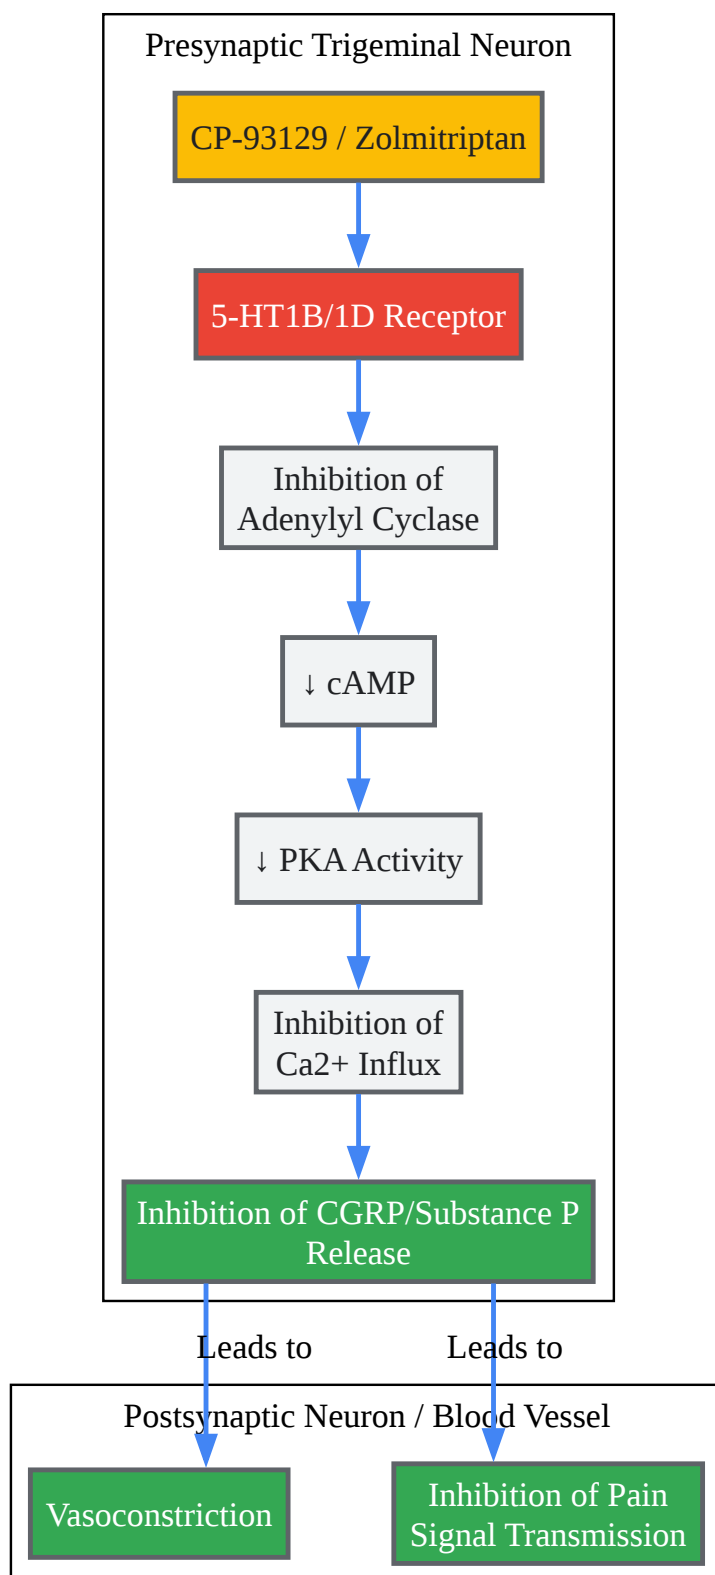 Presynaptic Trigeminal Neuron
CP-93129 / Zolmitriptan
5-HT1B/1D Receptor
Inhibition of
Adenylyl Cyclase
↓ cAMP
↓ PKA Activity
Inhibition of
Ca2+ Influx
Inhibition of CGRP/Substance P
Release
Leads to
Leads to
Postsynaptic Neuron / Blood Vessel
Vasoconstriction
Inhibition of Pain
Signal Transmission